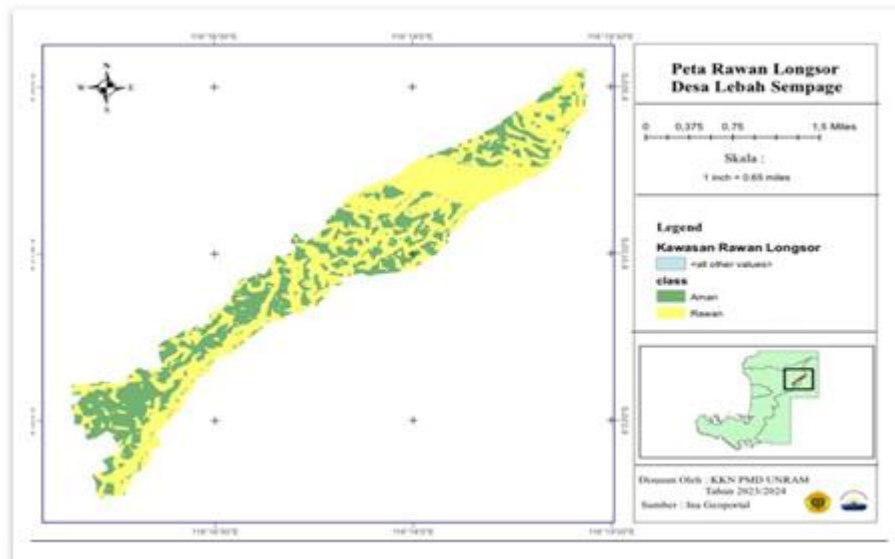 Peta Rawan Longsor
Desa Lebah Sempage
0 0,375 0,75 1,5 Miles
Skala :
1 inch = 0.65 miles
Legend
Kawasan Rawan Longsor
<all other values>
class
Aman
Rawan
Disusun Oleh : KKN PMD UNRAM
Tahun 2023/2024
Sumber : Ina Geoportal
N
W
E
S